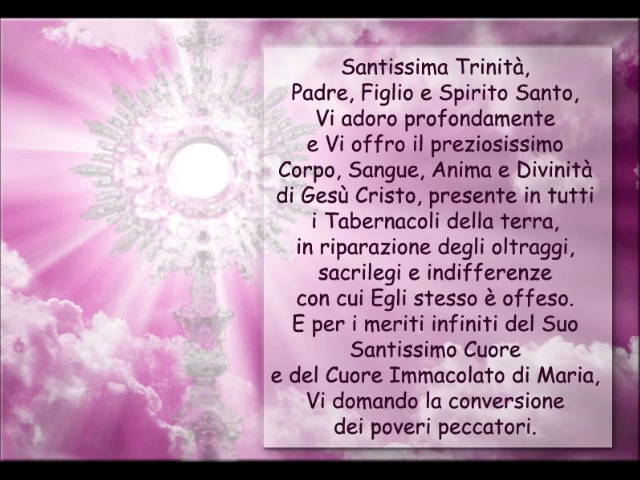 Santissima Trinità,
Padre, Figlio e Spirito Santo,
Vi adoro profondamente
e Vi offro il preziosissimo
Corpo, Sangue, Anima e Divinità
di Gesù Cristo, presente in tutti
i Tabernacoli della terra,
in riparazione degli oltraggi,
sacrilegi e indifferenze
con cui Egli stesso è offeso.
E per i meriti infiniti del Suo
Santissimo Cuore
e del Cuore Immacolato di Maria,
Vi domando la conversione
dei poveri peccatori.